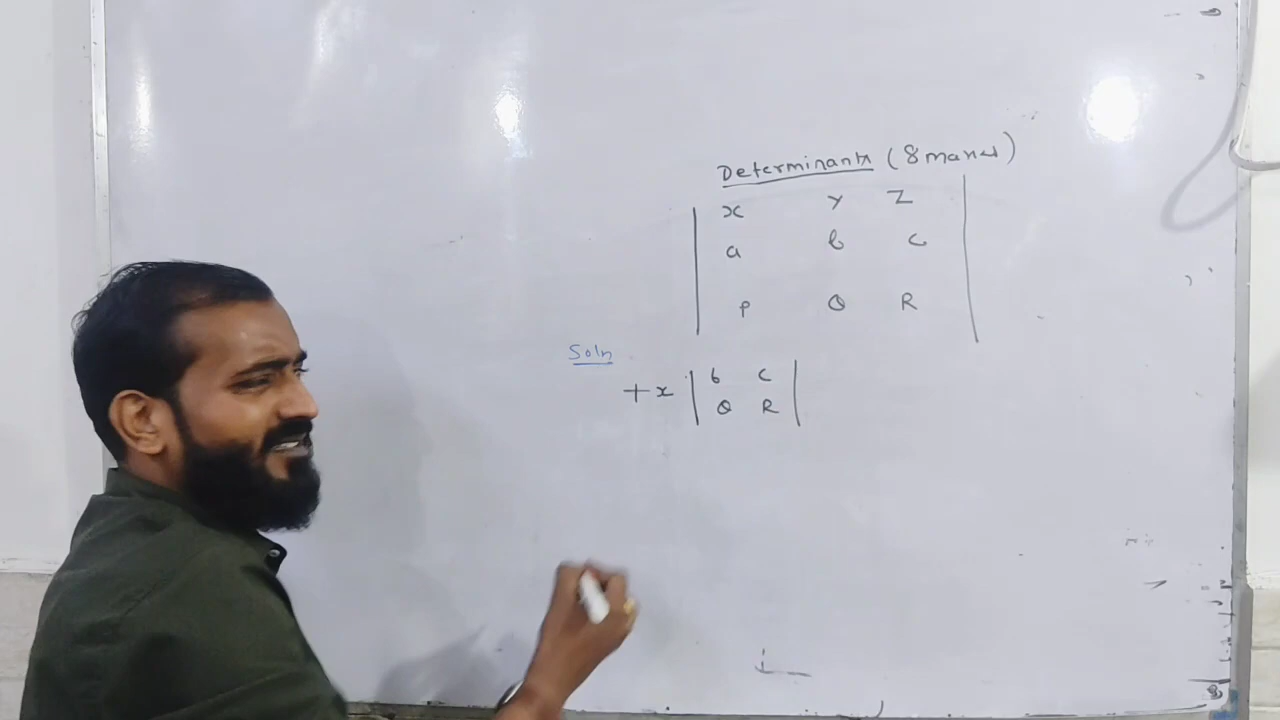 Determinants (8 marks)
x y z
a b c
P Q R
Soln
+x | b c |
| Q R |